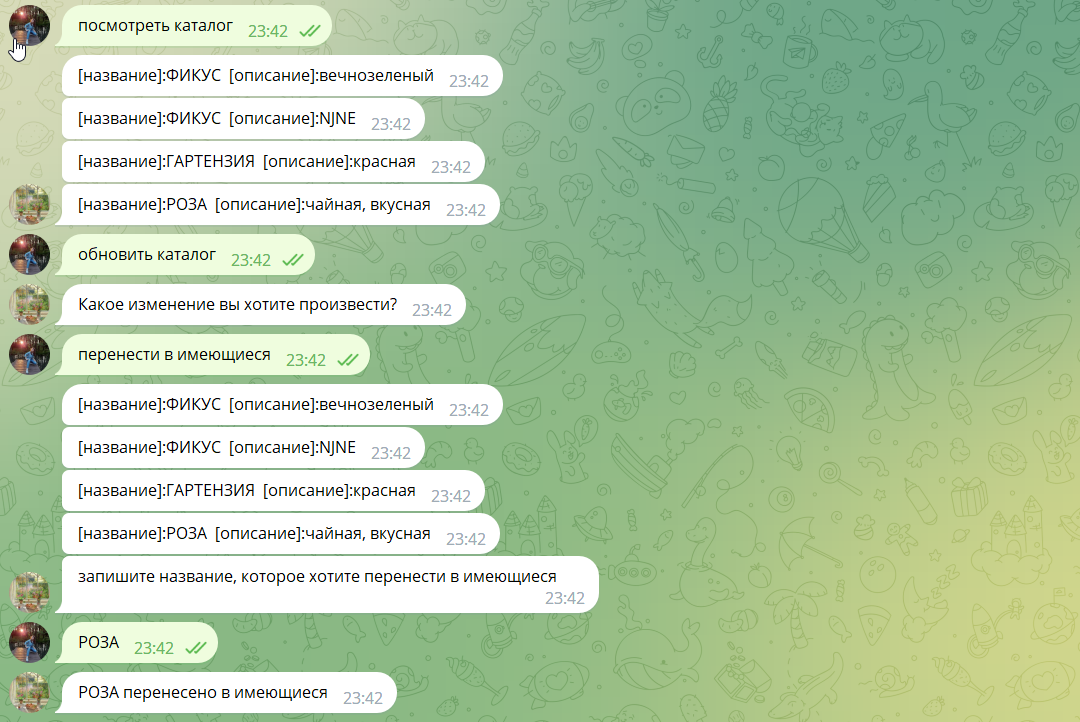 посмотреть каталог 23:42
[название]:ФИКУС [описание]:вечнозеленый 23:42
[название]:ФИКУС [описание]:NJNE 23:42
[название]:ГАРТЕНЗИЯ [описание]:красная 23:42
[название]:РОЗА [описание]:чайная, вкусная 23:42
обновить каталог 23:42
Какое изменение вы хотите произвести? 23:42
перенести в имеющиеся 23:42
[название]:ФИКУС [описание]:вечнозеленый 23:42
[название]:ФИКУС [описание]:NJNE 23:42
[название]:ГАРТЕНЗИЯ [описание]:красная 23:42
[название]:РОЗА [описание]:чайная, вкусная 23:42
запишите название, которое хотите перенести в имеющиеся
23:42
РОЗА 23:42
РОЗА перенесено в имеющиеся 23:42